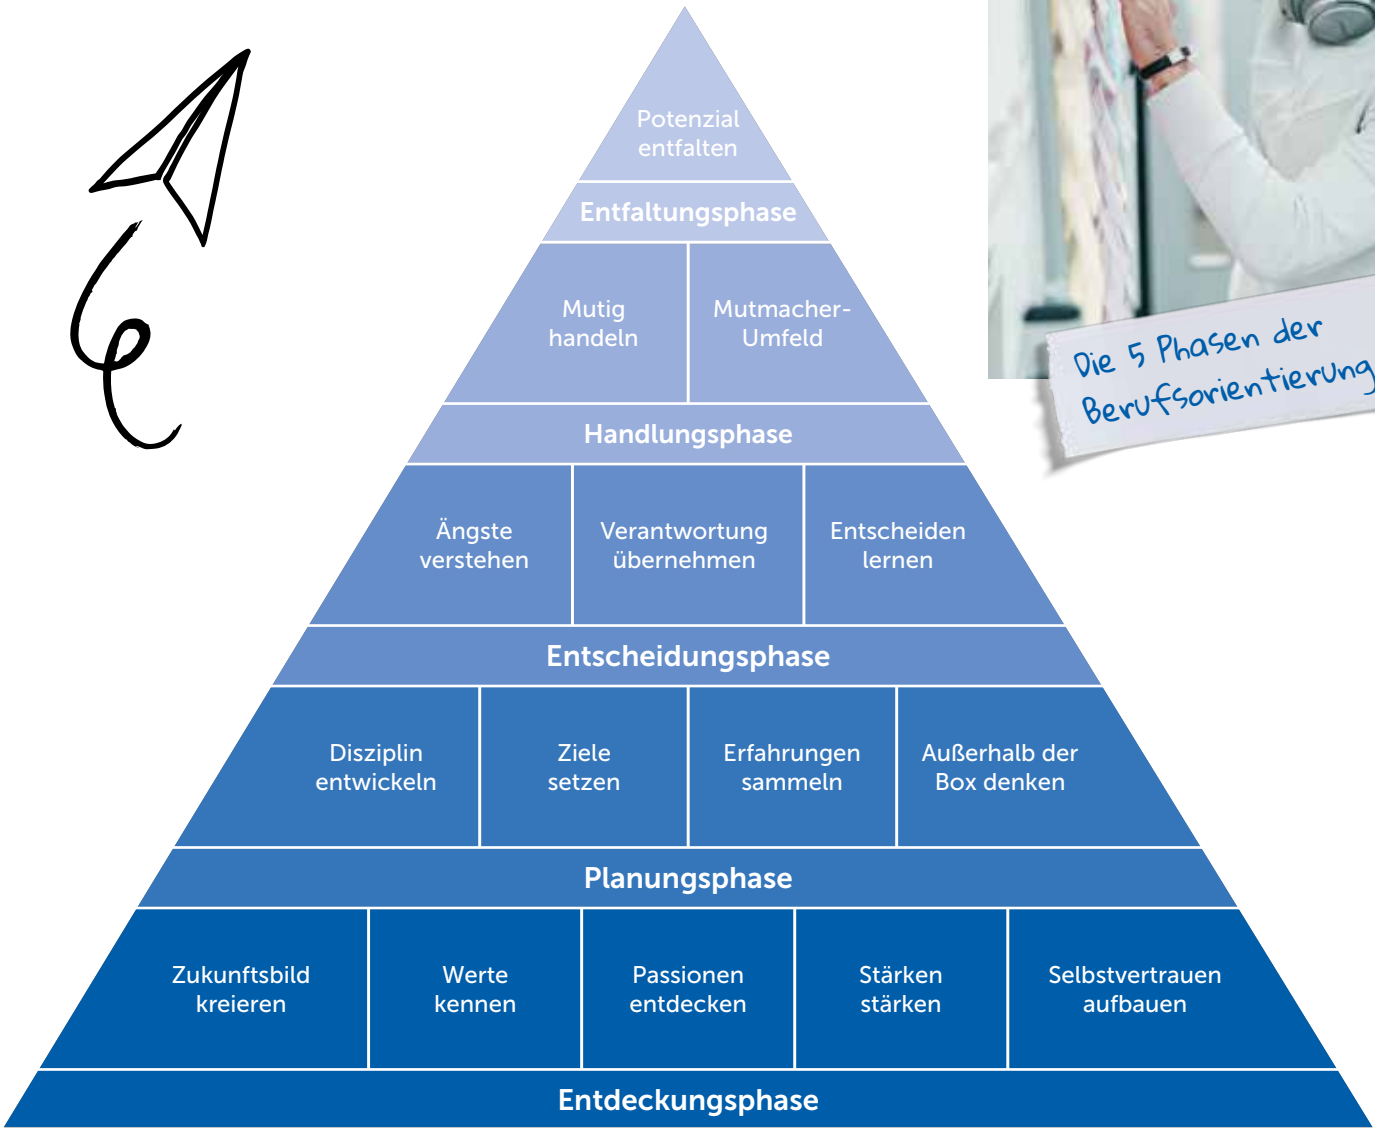 Potenzial
entfalten
Entfaltungsphase
Mutig
handeln
Mutmacher-
Umfeld
Die 5 Phasen der
Berufsorientierung
Handlungsphase
Ängste
verstehen
Verantwortung
übernehmen
Entscheiden
lernen
Entscheidungsphase
Disziplin
entwickeln
Ziele
setzen
Erfahrungen
sammeln
Außerhalb der
Box denken
Planungsphase
Zukunftsbild
kreieren
Werte
kennen
Passionen
entdecken
Stärken
stärken
Selbstvertrauen
aufbauen
Entdeckungsphase